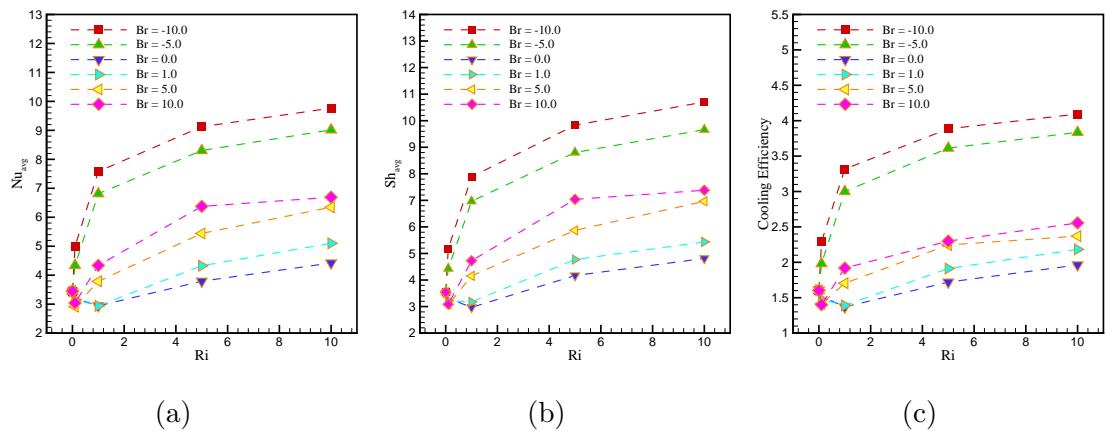 13
12
11
10
9
8
7
6
5
4
3
2
0 2 4 6 8 10
Ri
Nu_avg
Br = -10.0
Br = -5.0
Br = 0.0
Br = 1.0
Br = 5.0
Br = 10.0
(a)
14
13
12
11
10
9
8
7
6
5
4
3
2
0 2 4 6 8 10
Ri
Sh_avg
Br = -10.0
Br = -5.0
Br = 0.0
Br = 1.0
Br = 5.0
Br = 10.0
(b)
5.5
5
4.5
4
3.5
3
2.5
2
1.5
1
0 2 4 6 8 10
Ri
Cooling Efficiency
Br = -10.0
Br = -5.0
Br = 0.0
Br = 1.0
Br = 5.0
Br = 10.0
(c)